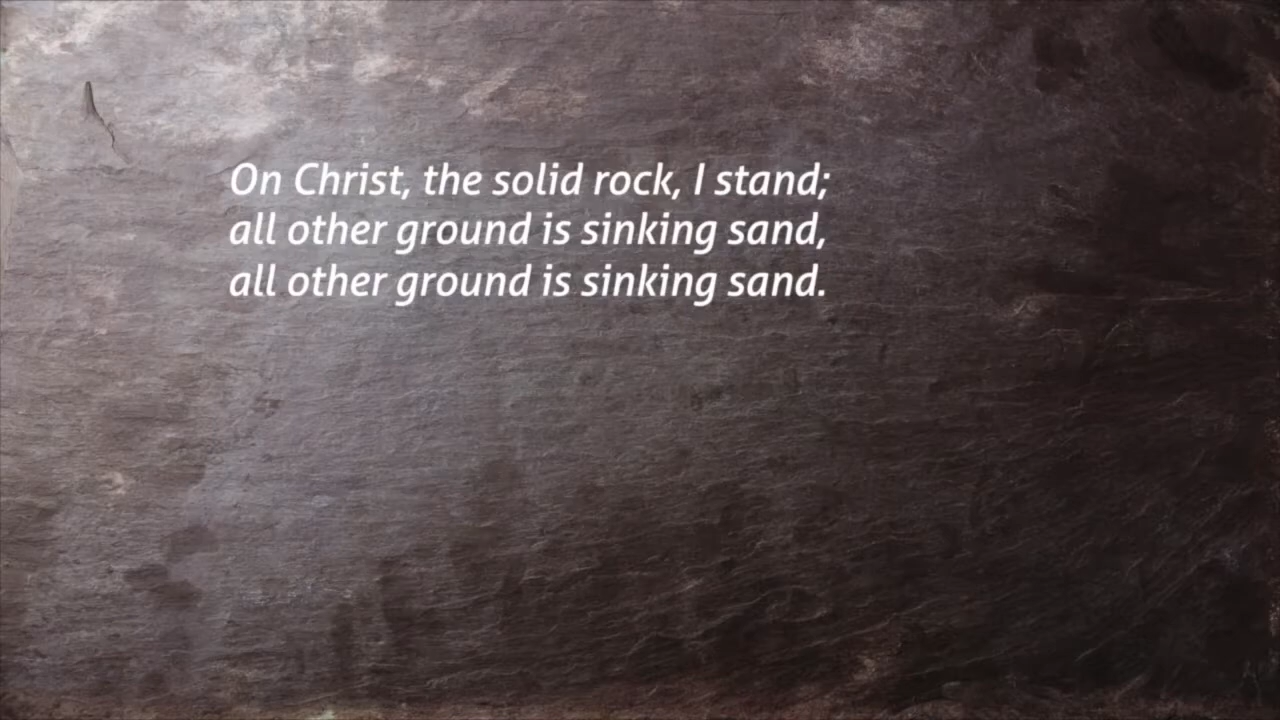 On Christ, the solid rock, I stand;
all other ground is sinking sand,
all other ground is sinking sand.